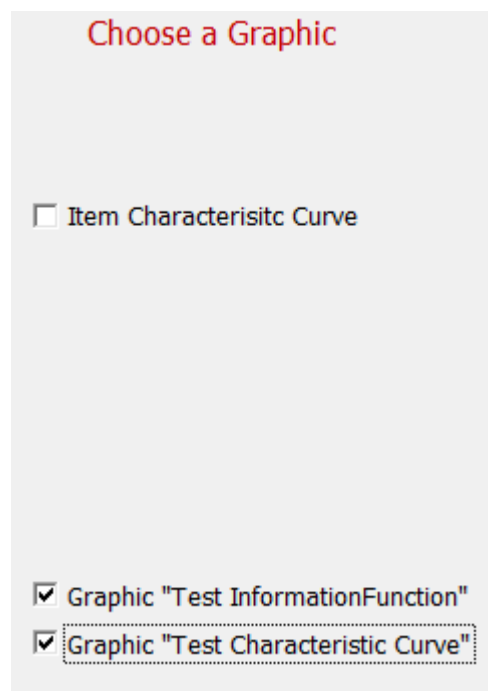 Choose a Graphic
Item Characterisitc Curve
Graphic "Test InformationFunction"
Graphic "Test Characteristic Curve"